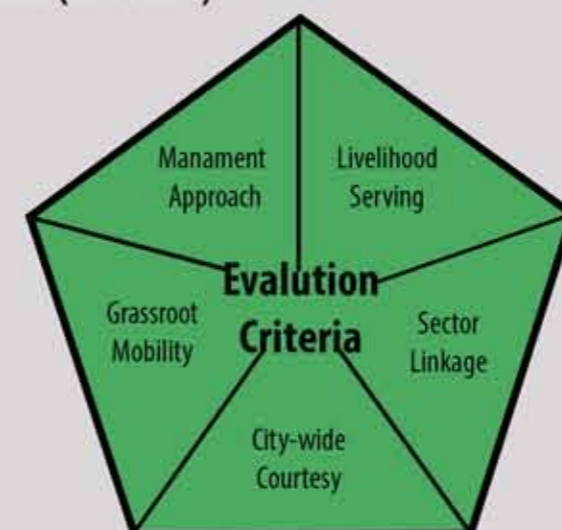 Manament
Approach
Livelihood
Serving
Evalution
Criteria
Grassroot
Mobility
Sector
Linkage
City-wide
Courtesy